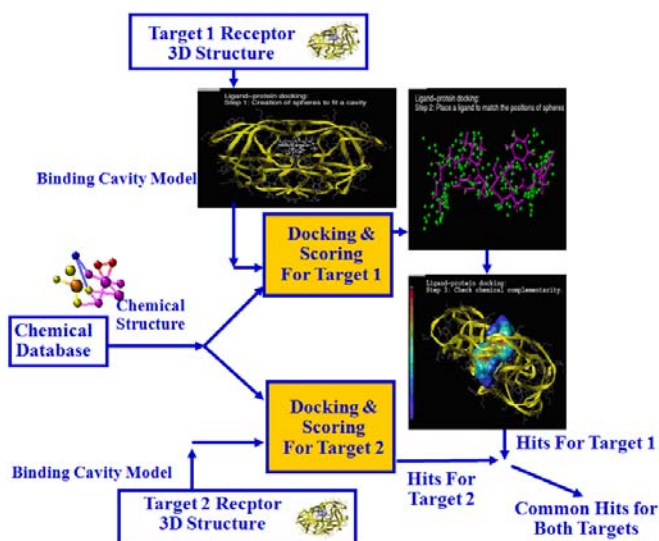 Target 1 Receptor
3D Structure
Ligand-protein docking:
Step 1: Creation of spheres to fit a cavity
Ligand-protein docking:
Step 2: Place a ligand to match the positions of spheres
Binding Cavity Model
Docking &
Scoring
For Target 1
Ligand-protein docking:
Step 3: Check chemical complementarity.
Chemical
Structure
Chemical
Database
Docking &
Scoring
For Target 2
Hits For Target 1
Binding Cavity Model
Hits For
Target 2
Target 2 Recptor
3D Structure
Common Hits for
Both Targets